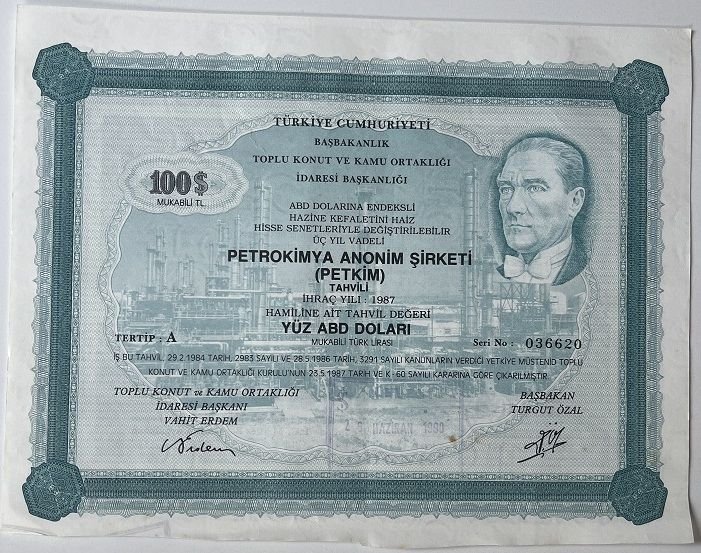 TÜRKİYE CUMHURİYETİ
BAŞBAKANLIK
TOPLU KONUT VE KAMU ORTAKLIĞI
İDARESİ BAŞKANLIĞI
100$
MUKABİLİ TL.
ABD DOLARINA ENDEKSLİ
HAZİNE KEFALETİNİ HAİZ
HİSSE SENETLERİYLE DEĞİŞTİRİLEBİLİR
ÜÇ YIL VADELİ
PETROKİMYA ANONİM ŞİRKETİ
(PETKİM)
TAHVİLİ
İHRAÇ YILI : 1987
HAMİLİNE AİT TAHVİL DEĞERİ
YÜZ ABD DOLARI
MUKABİLİ TÜRK LİRASI
TERTİP : A
Seri No : 036620
İŞ BU TAHVİL, 29.2.1984 TARİH, 2983 SAYILI VE 28.5.1986 TARİH, 3291 SAYILI KANUNLARIN VERDİĞİ YETKİYE MÜSTENİD TOPLU
KONUT VE KAMU ORTAKLIĞI KURULU'NUN 23.5.1987 TARİH VE K-60 SAYILI KARARINA GÖRE ÇIKARILMIŞTIR.
TOPLU KONUT ve KAMU ORTAKLIĞI
İDARESİ BAŞKANI
VAHİT ERDEM
BAŞBAKAN
TURGUT ÖZAL
HAZİRAN 1990